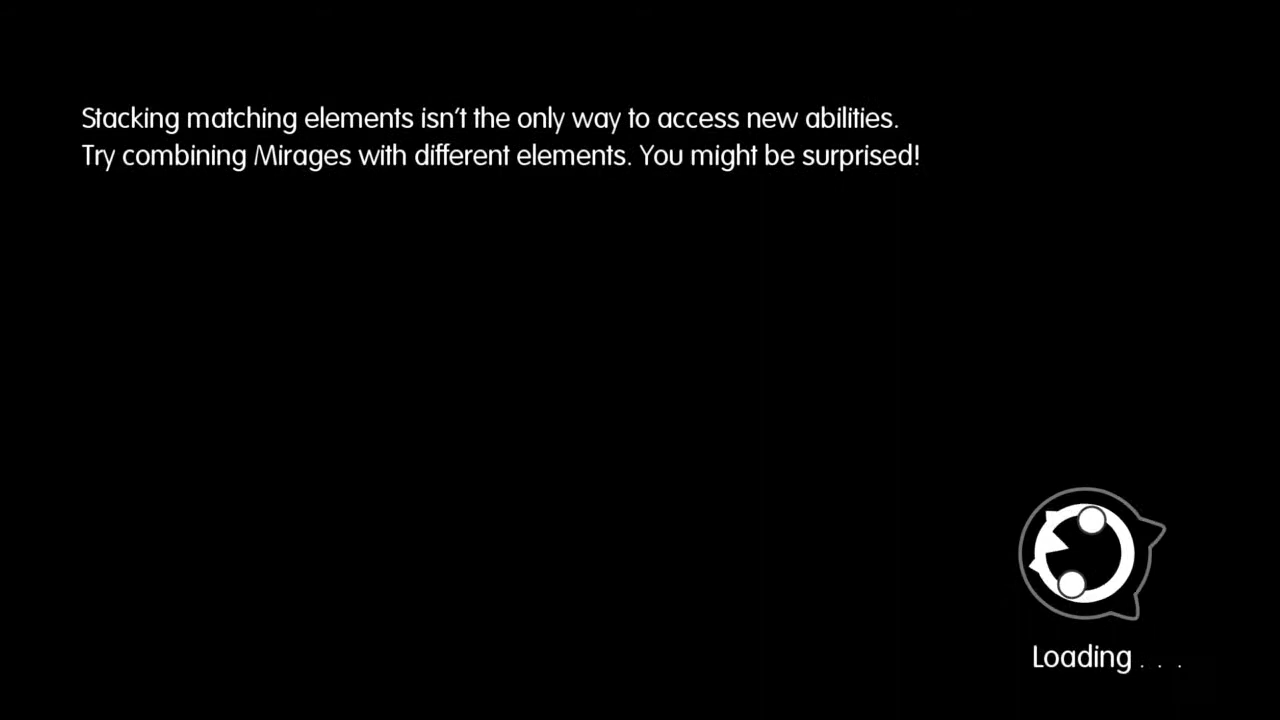 Stacking matching elements isn't the only way to access new abilities.
Try combining Mirages with different elements. You might be surprised!
Loading . . .